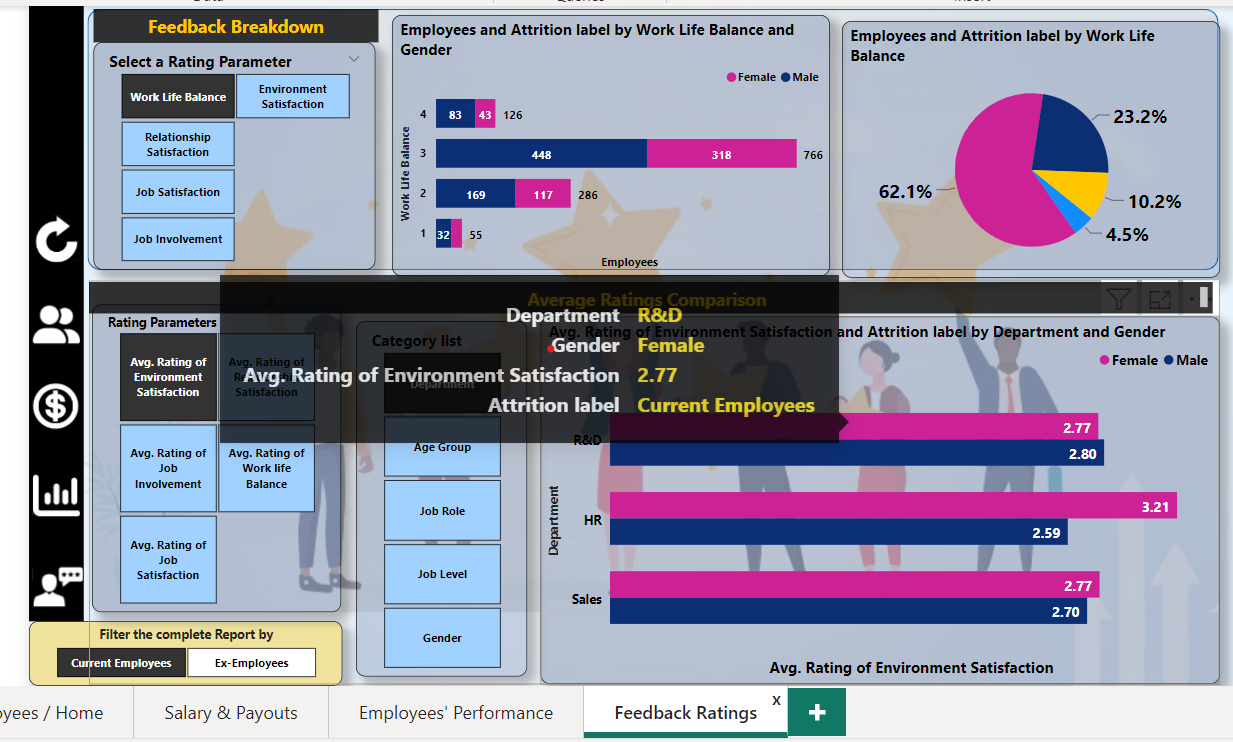 Feedback Breakdown
Select a Rating Parameter
Work Life Balance
Environment
Satisfaction
Relationship
Satisfaction
Job Satisfaction
Job Involvement
Employees and Attrition label by Work Life Balance and
Gender
Female Male
Work Life Balance
4 83 43 126
3 448 318 766
2 169 117 286
1 32 55
Employees
Employees and Attrition label by Work Life
Balance
23.2%
62.1%
10.2%
4.5%
Average Ratings Comparison
Department R&D
Gender Female
Avg. Rating of Environment Satisfaction 2.77
Attrition label Current Employees
Rating Parameters
Avg. Rating of
Environment
Satisfaction
Avg. Rating of
Satisfaction
Avg. Rating of
Job
Involvement
Avg. Rating of
Work life
Balance
Avg. Rating of
Job
Satisfaction
Category list
Department
Age Group
Job Role
Job Level
Gender
Avg. Rating of Environment Satisfaction and Attrition label by Department and Gender
Female Male
Department
R&D 2.77
2.80
HR 3.21
2.59
Sales 2.77
2.70
Avg. Rating of Environment Satisfaction
Filter the complete Report by
Current Employees Ex-Employees
oyees / Home Salary & Payouts Employees' Performance Feedback Ratings x +